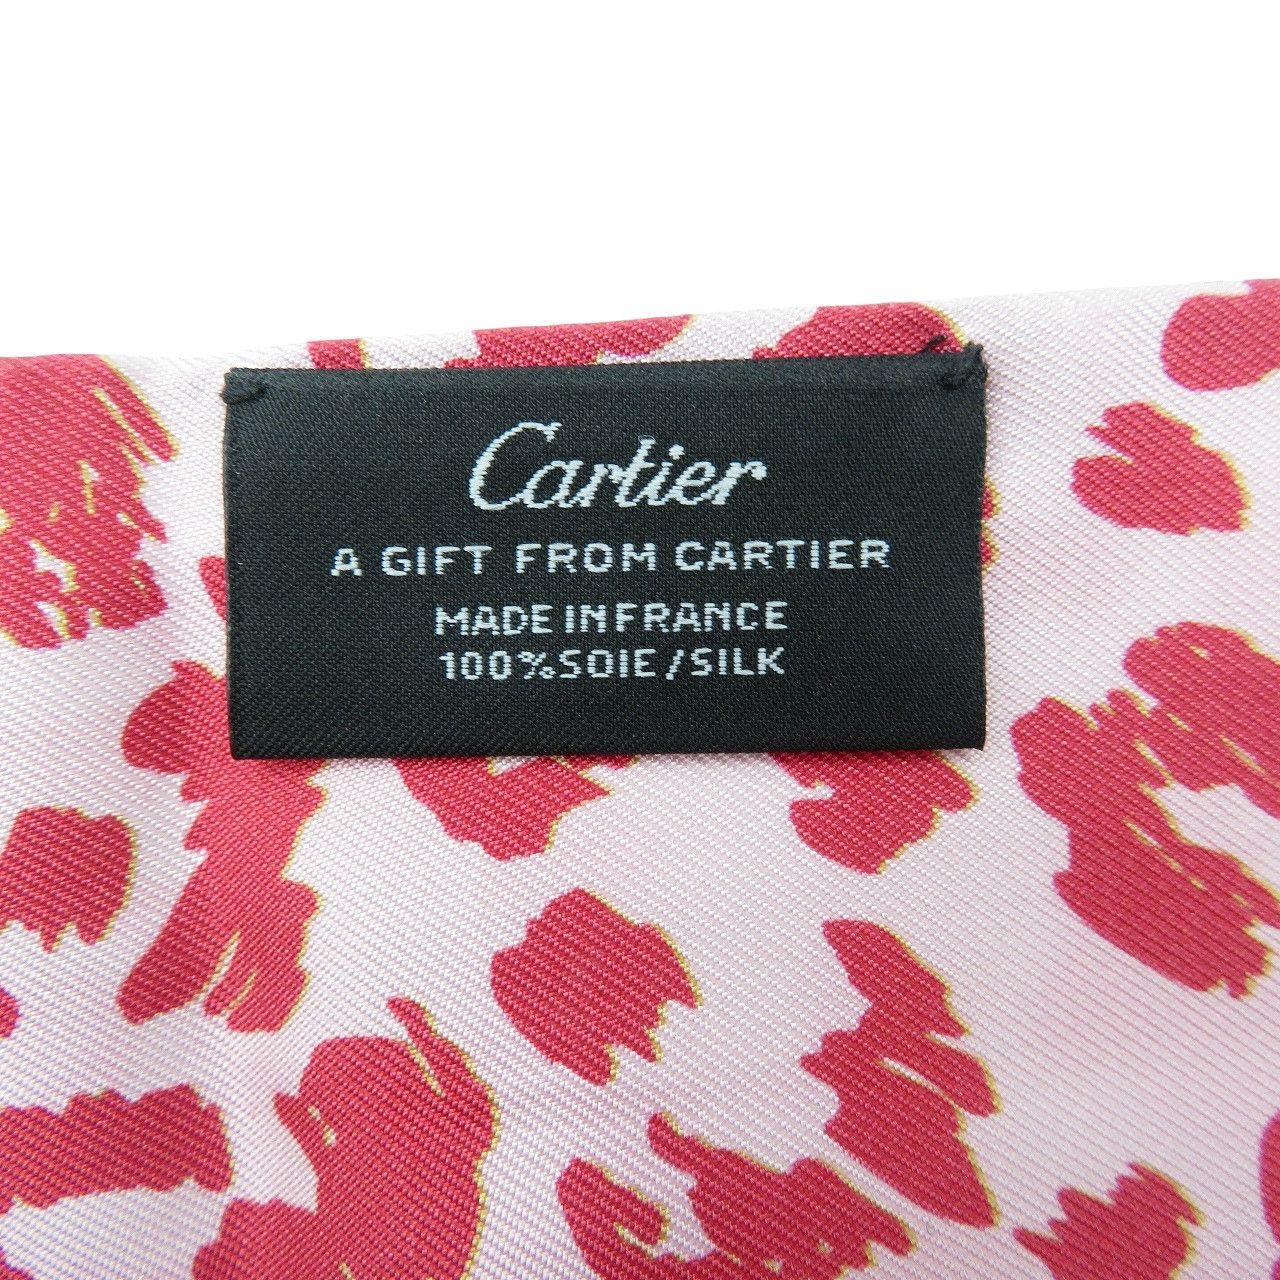 Cartier
A GIFT FROM CARTIER
MADE IN FRANCE
100%SOIE/SILK